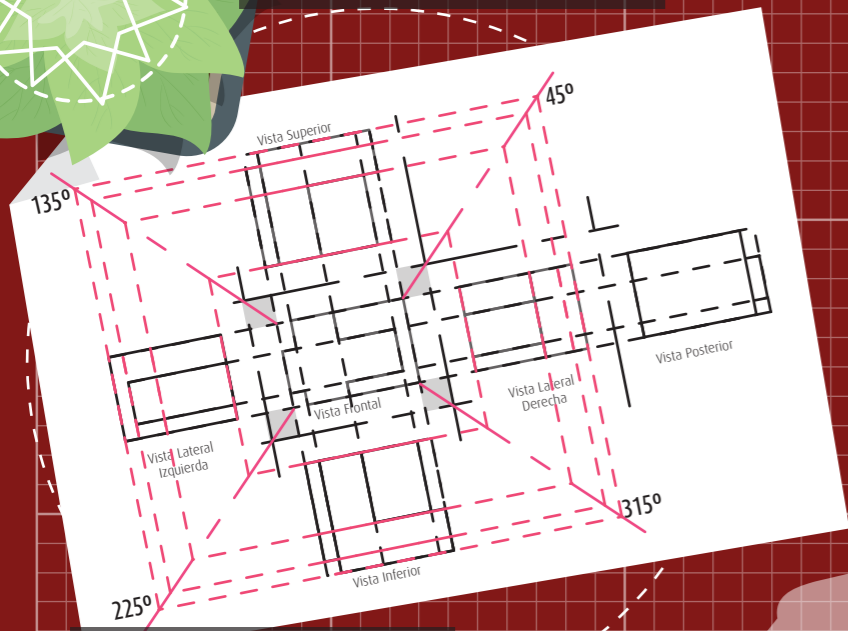 Vista Superior
45º
135º
Vista Posterior
Vista Lateral
Derecha
Vista Frontal
Vista Lateral
Izquierda
315º
Vista Inferior
225º